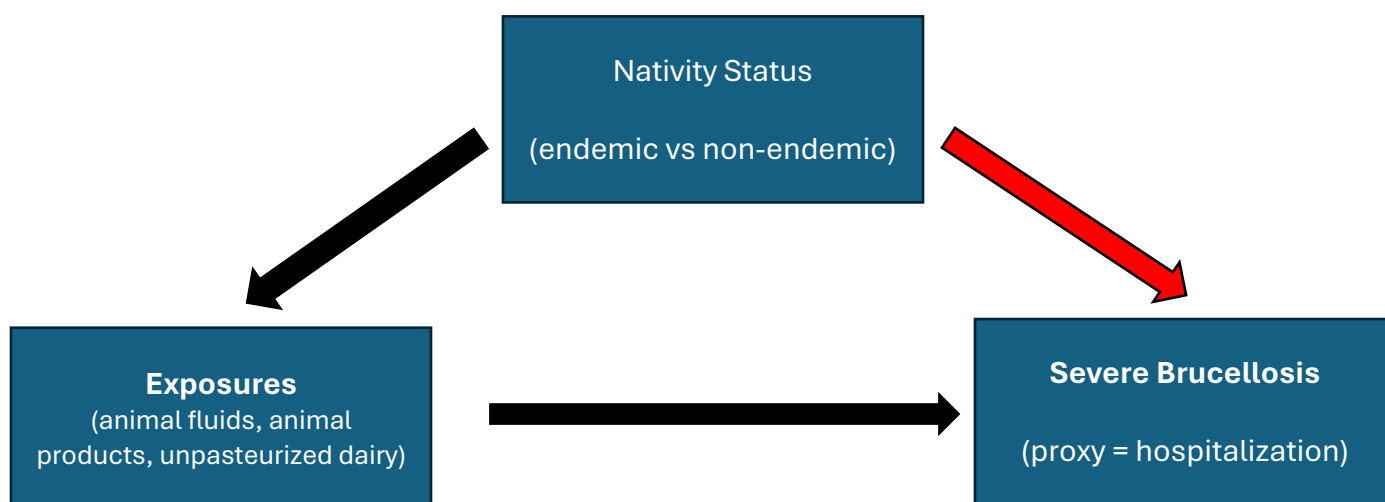 Nativity Status
(endemic vs non-endemic)
Exposures
(animal fluids, animal
products, unpasteurized dairy)
Severe Brucellosis
(proxy = hospitalization)